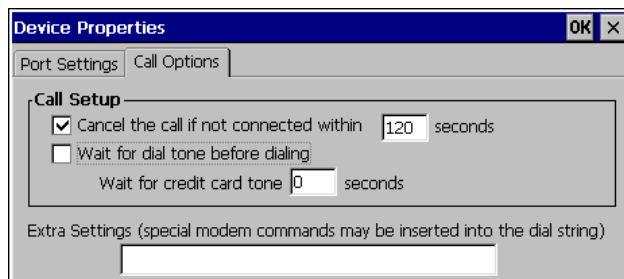 Device Properties OK ×
Port Settings Call Options
Call Setup
Cancel the call if not connected within 120 seconds
Wait for dial tone before dialing
Wait for credit card tone 0 seconds
Extra Settings (special modem commands may be inserted into the dial string)